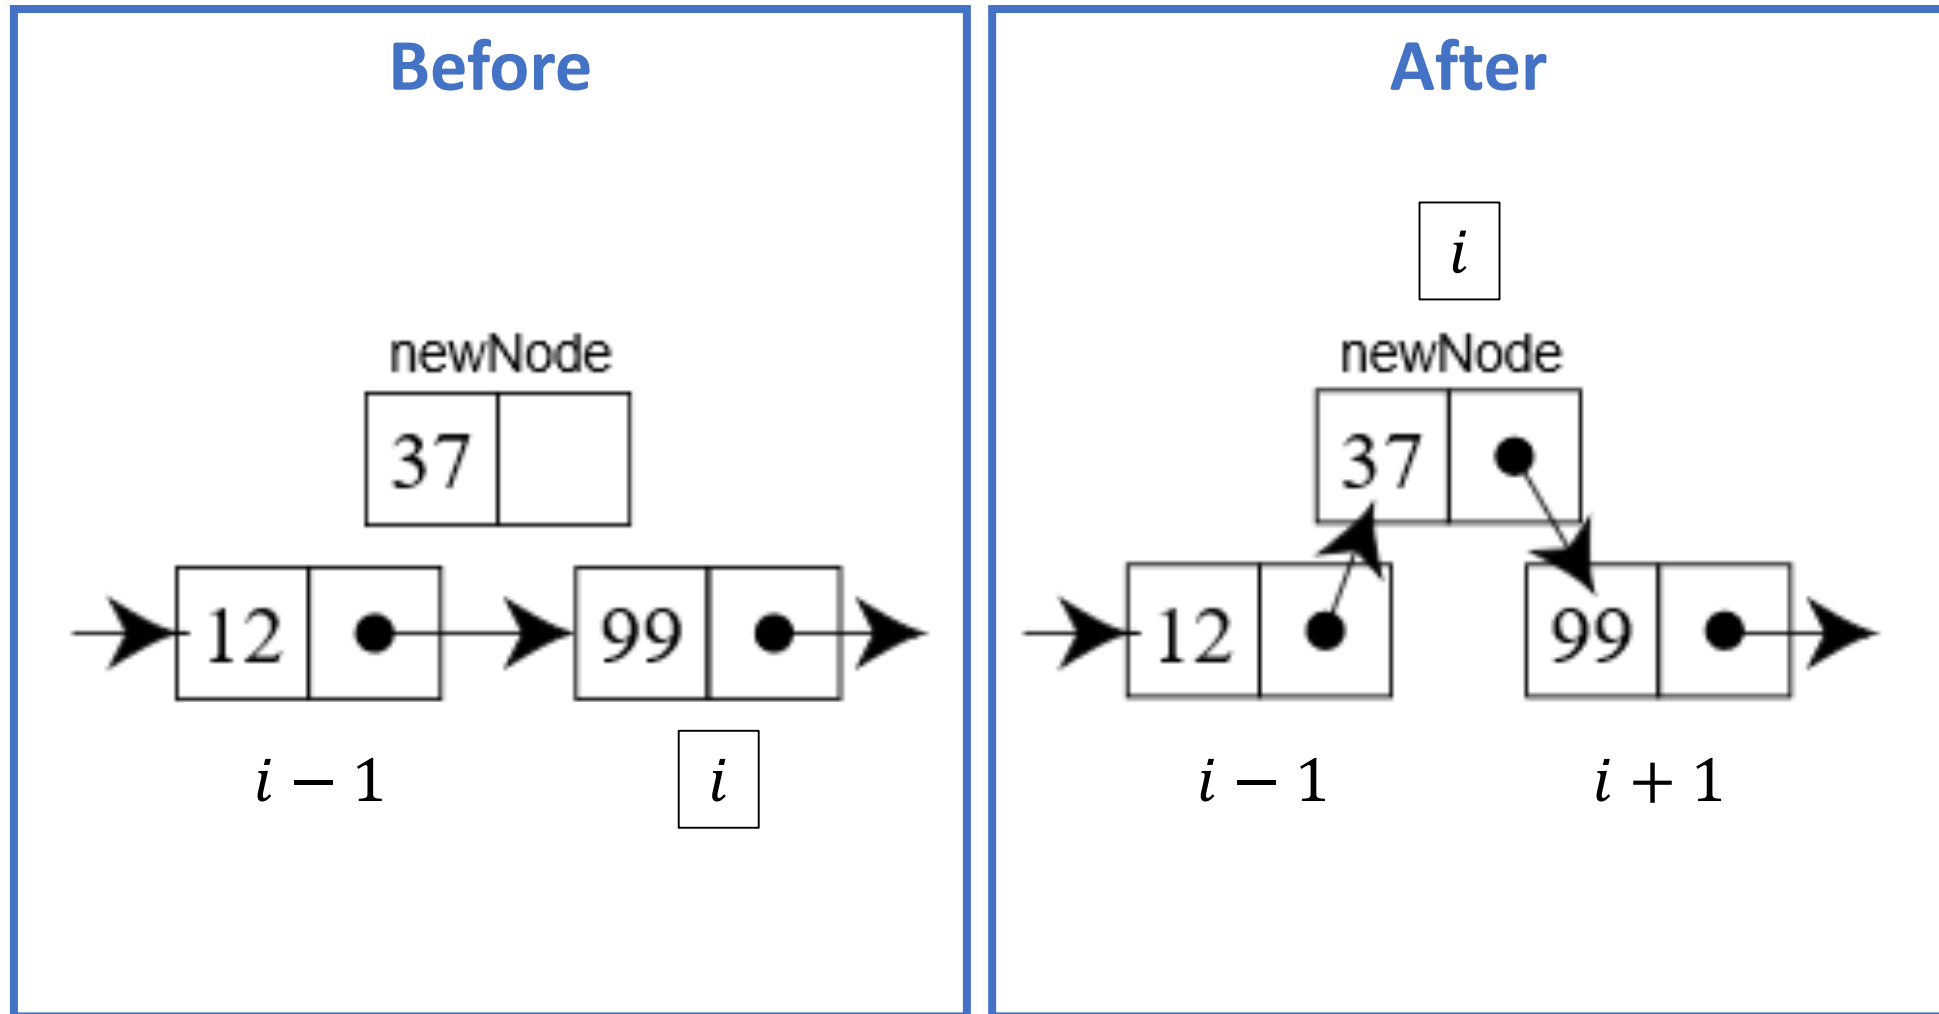 Before
newNode
37
12
99
i − 1
i
After
i
newNode
37
12
99
i − 1
i + 1